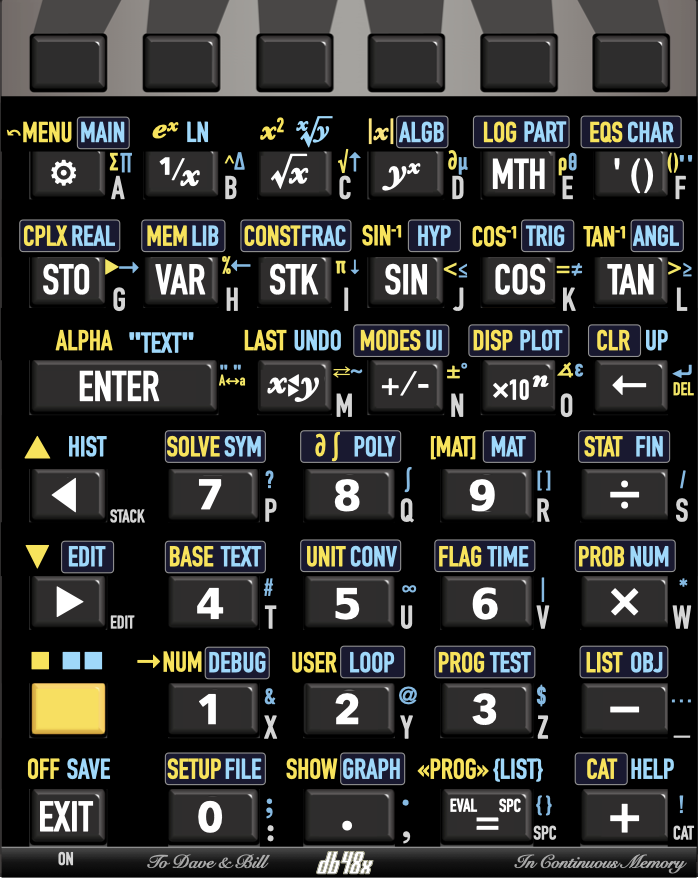 MENU MAIN eˣ LN x² ˣ√y |x| ALGB LOG PART EQS CHAR
¹/x √x yˣ MTH ' ()
ΣΠ ^Δ √↑ ∂μ ρθ ()''
A B C D E F
CPLX REAL MEM LIB CONST FRAC SIN⁻¹ HYP COS⁻¹ TRIG TAN⁻¹ ANGL
STO VAR STK SIN COS TAN
▶→ %← π↓ <≤ =≠ >≥
G H I J K L
ALPHA "TEXT" LAST UNDO MODES UI DISP PLOT CLR UP
ENTER x y +/- ×10ⁿ ←
" " ⇄~ ±° ∡ε ↵
A↔a M N O DEL
▲ HIST SOLVE SYM ∂ ∫ POLY [MAT] MAT STAT FIN
◀ 7 8 9 ÷
? ∫ [] /
STACK P Q R S
▼ EDIT BASE TEXT UNIT CONV FLAG TIME PROB NUM
▶ 4 5 6 ×
# ∞ | *
EDIT T U V W
→NUM DEBUG USER LOOP PROG TEST LIST OBJ
1 2 3 −
& @ $ ...
X Y Z _
OFF SAVE SETUP FILE SHOW GRAPH «PROG» {LIST} CAT HELP
EXIT 0 . EVAL SPC = +
; · {} !
: , SPC CAT
ON To Dave & Bill db48x In Continuous Memory